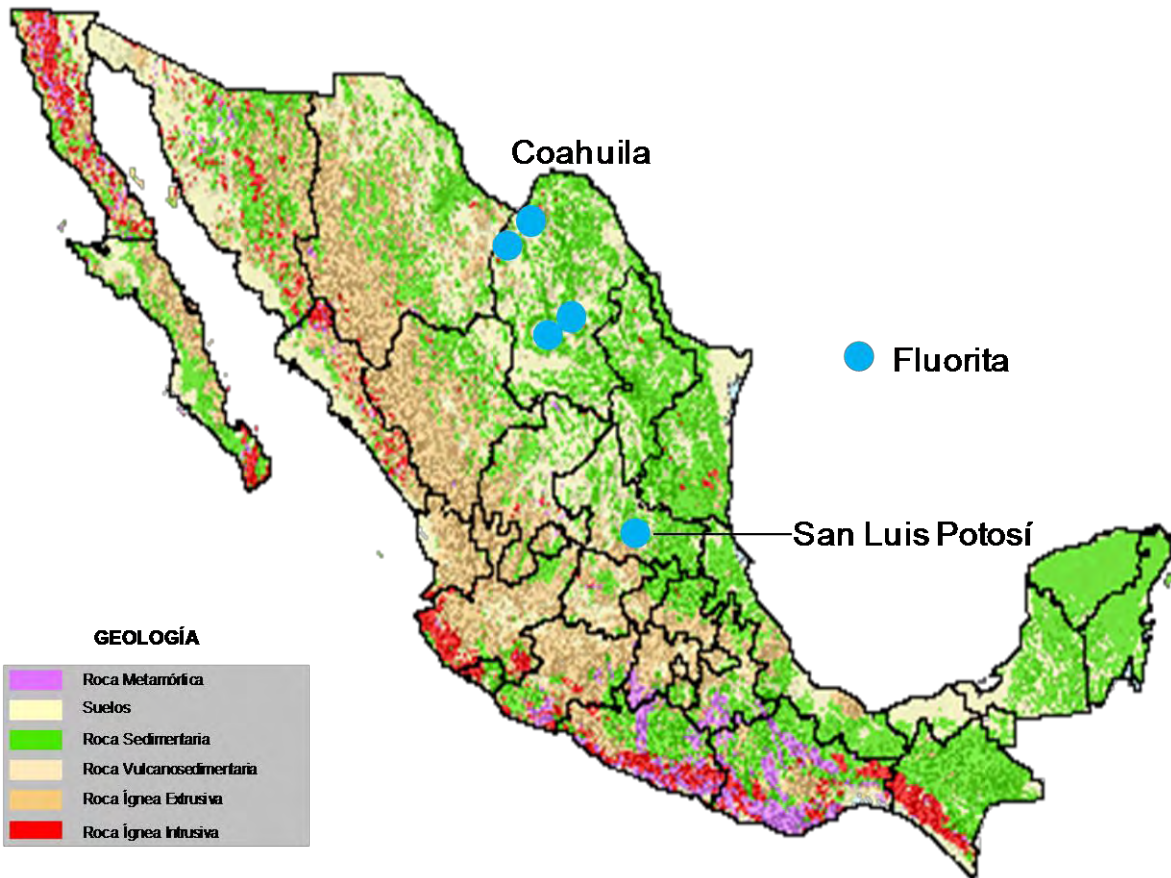 Coahuila
Fluorita
San Luis Potosí
GEOLOGÍA
Roca Metamórfica
Suelos
Roca Sedimentaria
Roca Vulcanosedimentaria
Roca Ígnea Extrusiva
Roca Ígnea Intrusiva